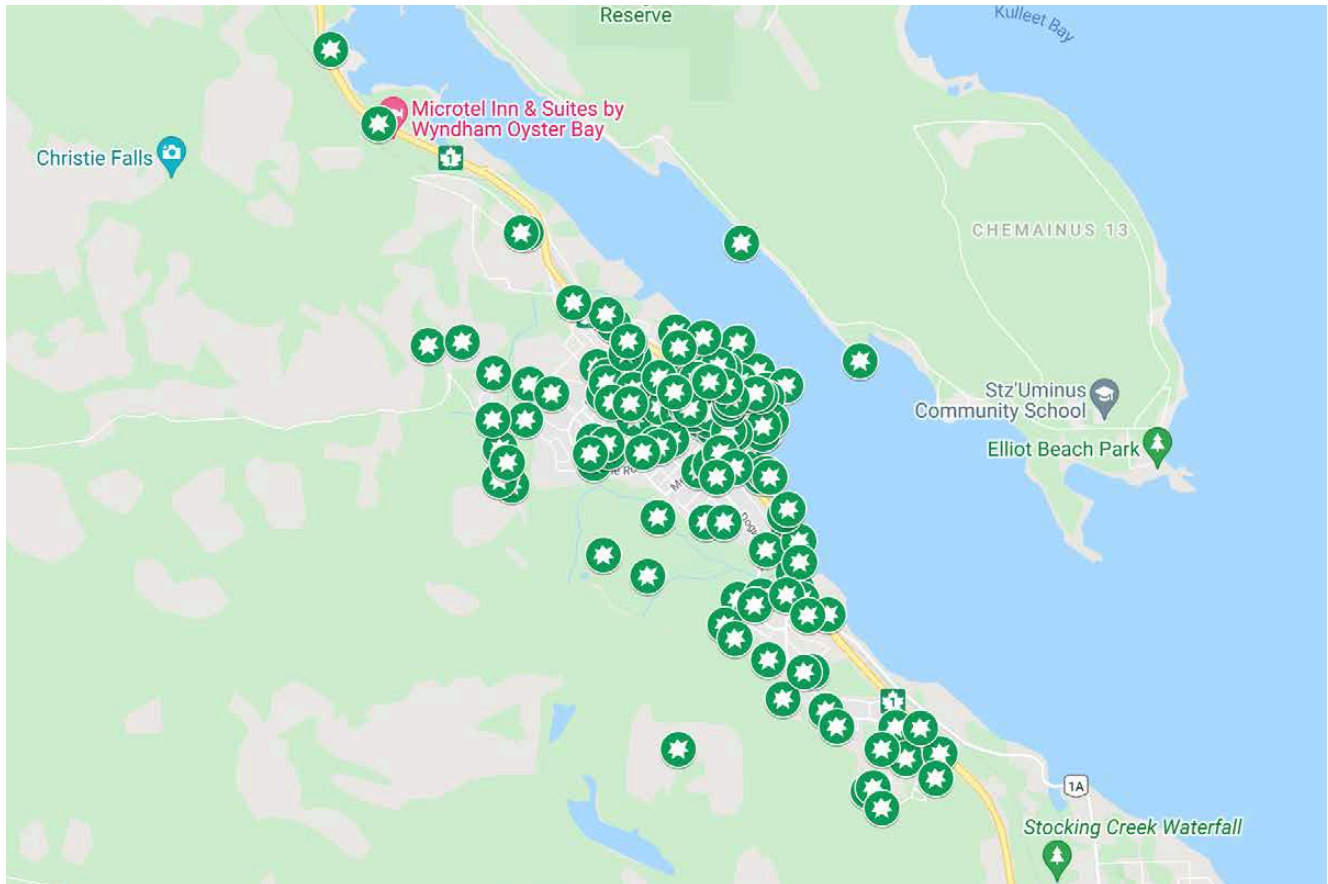 Reserve
Kulleet Bay
Microtel Inn & Suites by
Wyndham Oyster Bay
1
Christie Falls
CHEMAINUS 13
Stz'Uminus
Community School
Elliot Beach Park
1
1A
Stocking Creek Waterfall